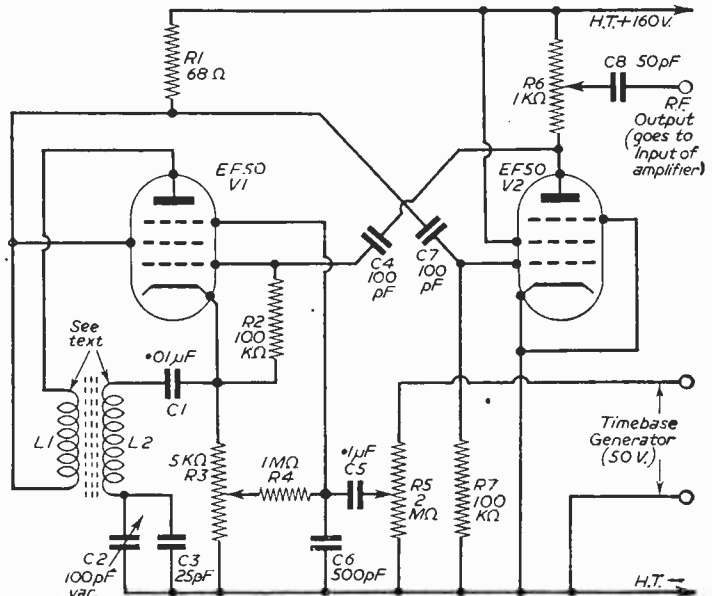 H.T.+160 V.
R1
68 Ω
C8 50pF
R6
1KΩ
R.F.
Output
(goes to
Input of
amplifier)
EF50
V1
EF50
V2
C4
100
pF
C7
100
pF
See
text
R2
100
KΩ
·01µF
C1
L1
L2
5KΩ
R3
1MΩ
R4
·1µF
C5
R5
2
MΩ
R7
100
KΩ
Timebase
Generator
(50 V.)
C2
100pF
var.
C3
25pF
C6
500pF
H.T. –